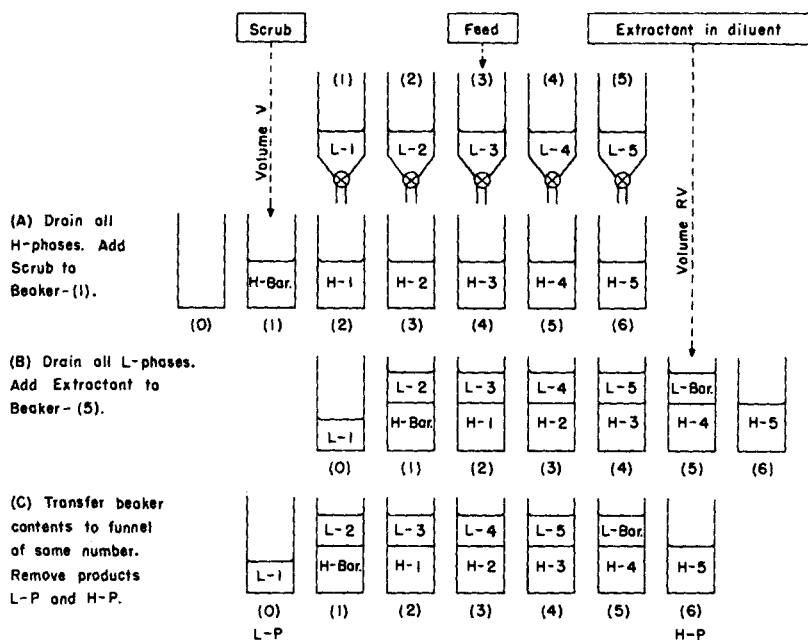 Scrub
Feed
Extractant in diluent
Volume V
Volume RV
(1) (2) (3) (4) (5)
L-1 L-2 L-3 L-4 L-5
(A) Drain all
H-phases. Add
Scrub to
Beaker-(1).
H-Bar. H-1 H-2 H-3 H-4 H-5
(0) (1) (2) (3) (4) (5) (6)
(B) Drain all L-phases.
Add Extractant to
Beaker-(5).
L-2 L-3 L-4 L-5 L-Bar.
L-1 H-Bar. H-1 H-2 H-3 H-4 H-5
(0) (1) (2) (3) (4) (5) (6)
(C) Transfer beaker
contents to funnel
of same number.
Remove products
L-P and H-P.
L-2 L-3 L-4 L-5 L-Bar.
L-1 H-Bar. H-1 H-2 H-3 H-4 H-5
(0) (1) (2) (3) (4) (5) (6)
L-P H-P